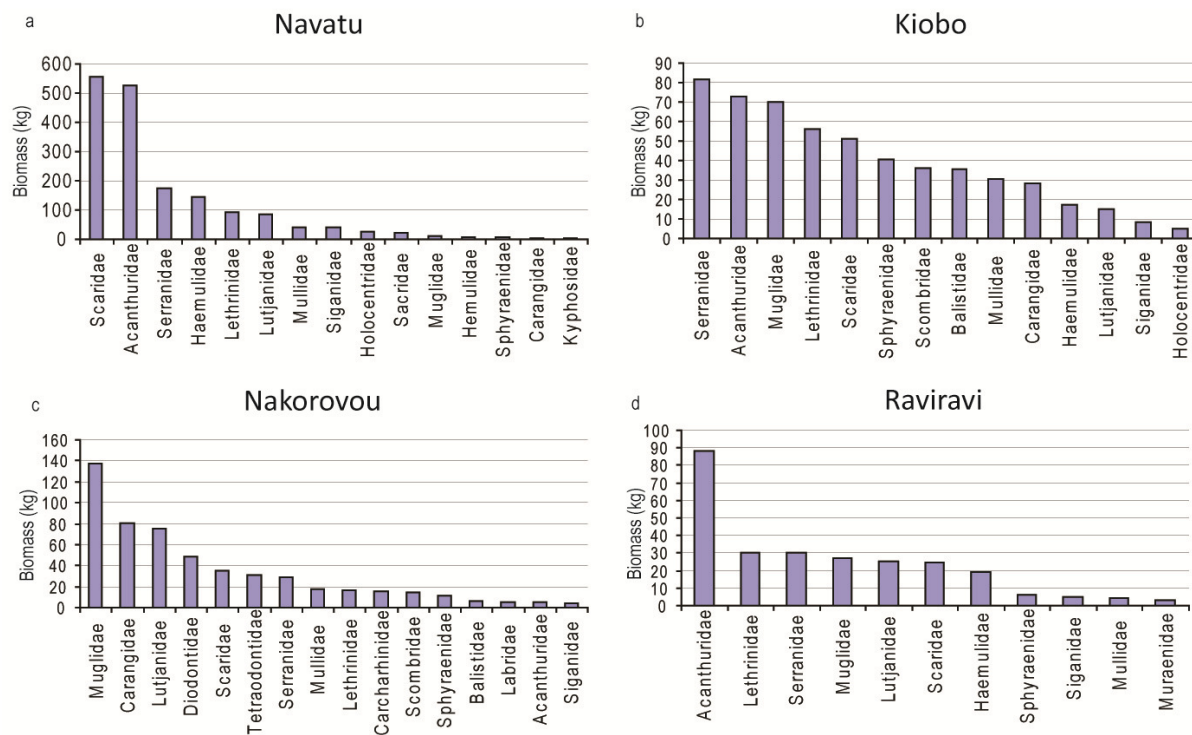 a
Navatu
Biomass (kg)
600
500
400
300
200
100
0
Scaridae
Acanthuridae
Serranidae
Haemulidae
Lethrinidae
Lutjanidae
Mullidae
Siganidae
Holocentridae
Sacridae
Muglidae
Hemulidae
Sphyraenidae
Carangidae
Kyphosidae
b
Kiobo
Biomass (kg)
90
80
70
60
50
40
30
20
10
0
Serranidae
Acanthuridae
Muglidae
Lethrinidae
Scaridae
Sphyraenidae
Scombridae
Balistidae
Mullidae
Carangidae
Haemulidae
Lutjanidae
Siganidae
Holocentridae
c
Nakorovou
Biomass (kg)
160
140
120
100
80
60
40
20
0
Muglidae
Carangidae
Lutjanidae
Diodontidae
Scaridae
Tetraodontidae
Serranidae
Mullidae
Lethrinidae
Carcharhinidae
Scombridae
Sphyraenidae
Balistidae
Labridae
Acanthuridae
Siganidae
d
Raviravi
Biomass (kg)
100
90
80
70
60
50
40
30
20
10
0
Acanthuridae
Lethrinidae
Serranidae
Muglidae
Lutjanidae
Scaridae
Haemulidae
Sphyraenidae
Siganidae
Mullidae
Muraenidae